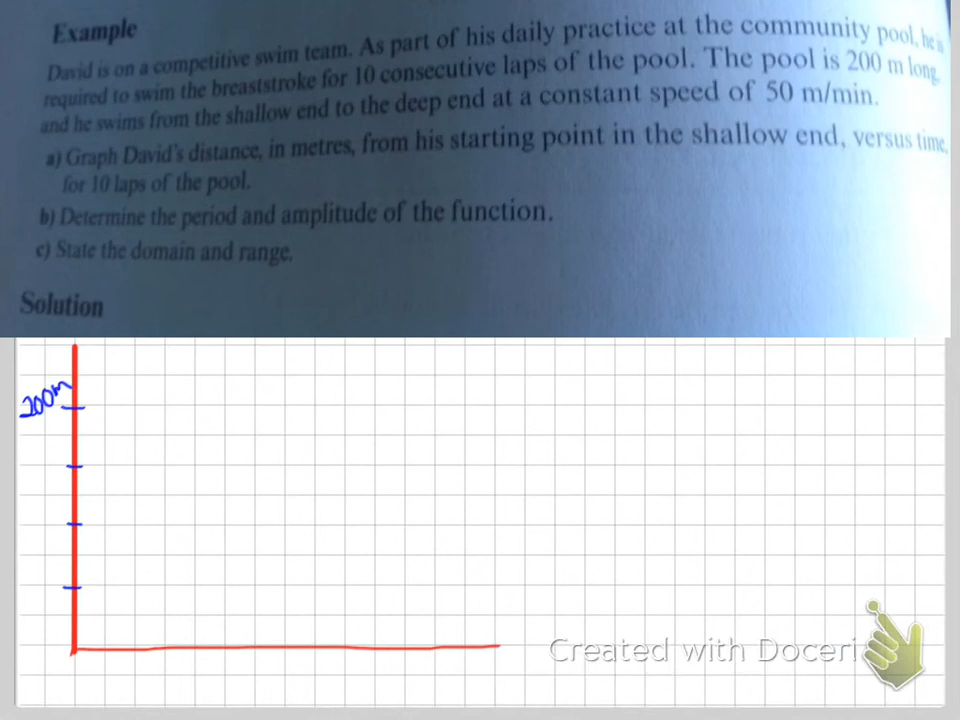 Example
David is on a competitive swim team. As part of his daily practice at the community pool, he is
required to swim the breaststroke for 10 consecutive laps of the pool. The pool is 200 m long,
and he swims from the shallow end to the deep end at a constant speed of 50 m/min.
a) Graph David's distance, in metres, from his starting point in the shallow end, versus time,
for 10 laps of the pool.
b) Determine the period and amplitude of the function.
c) State the domain and range.
Solution
200m
Created with Doceri